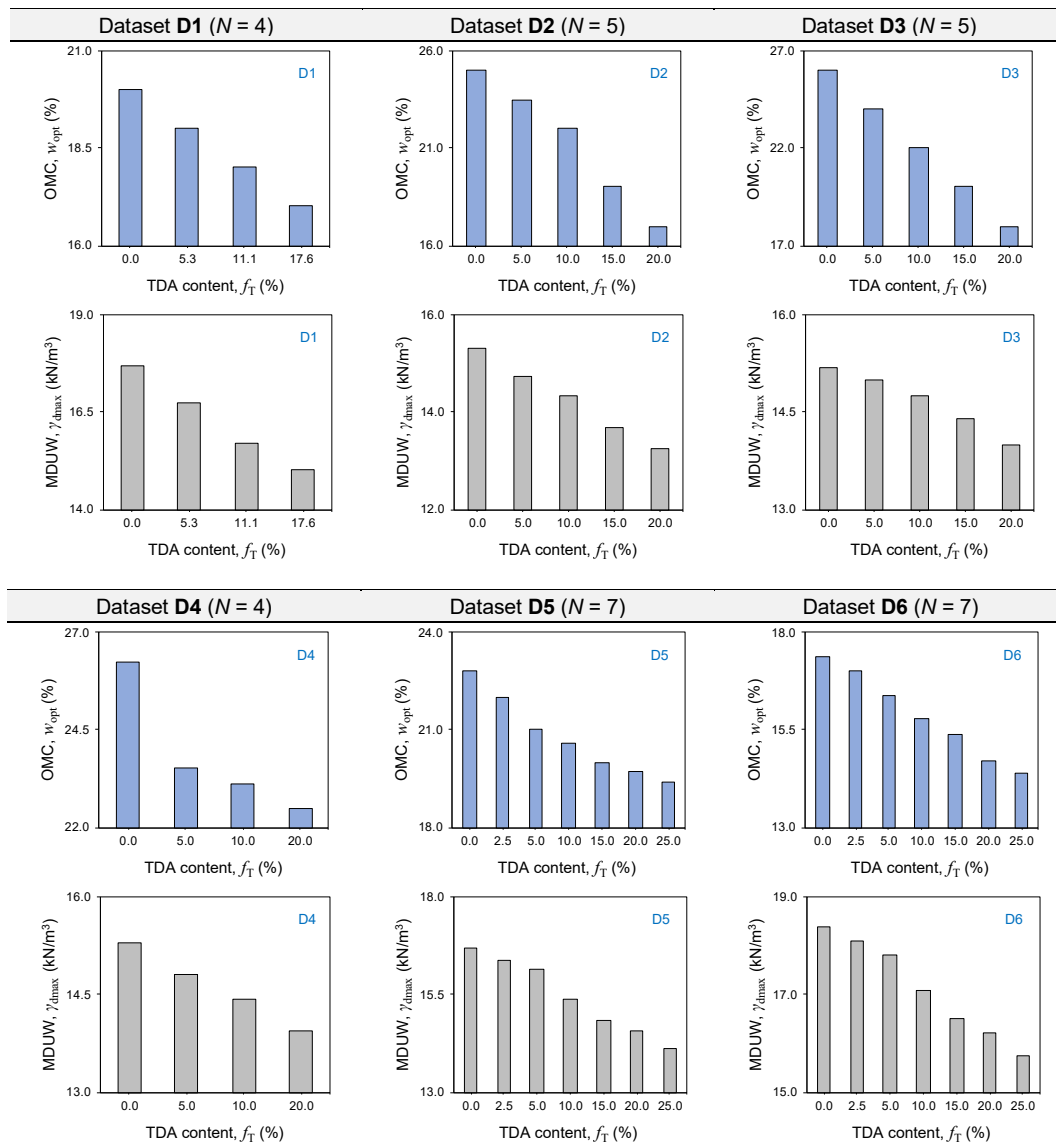 Dataset D1 (N = 4) Dataset D2 (N = 5) Dataset D3 (N = 5)
21.0 18.5 16.0
OMC, wopt (%)
D1
0.0 5.3 11.1 17.6
TDA content, fT (%)
26.0 21.0 16.0
OMC, wopt (%)
D2
0.0 5.0 10.0 15.0 20.0
TDA content, fT (%)
27.0 22.0 17.0
OMC, wopt (%)
D3
0.0 5.0 10.0 15.0 20.0
TDA content, fT (%)
19.0 16.5 14.0
MDUW, γdmax (kN/m³)
D1
0.0 5.3 11.1 17.6
TDA content, fT (%)
16.0 14.0 12.0
MDUW, γdmax (kN/m³)
D2
0.0 5.0 10.0 15.0 20.0
TDA content, fT (%)
16.0 14.5 13.0
MDUW, γdmax (kN/m³)
D3
0.0 5.0 10.0 15.0 20.0
TDA content, fT (%)
Dataset D4 (N = 4) Dataset D5 (N = 7) Dataset D6 (N = 7)
27.0 24.5 22.0
OMC, wopt (%)
D4
0.0 5.0 10.0 20.0
TDA content, fT (%)
24.0 21.0 18.0
OMC, wopt (%)
D5
0.0 2.5 5.0 10.0 15.0 20.0 25.0
TDA content, fT (%)
18.0 15.5 13.0
OMC, wopt (%)
D6
0.0 2.5 5.0 10.0 15.0 20.0 25.0
TDA content, fT (%)
16.0 14.5 13.0
MDUW, γdmax (kN/m³)
D4
0.0 5.0 10.0 20.0
TDA content, fT (%)
18.0 15.5 13.0
MDUW, γdmax (kN/m³)
D5
0.0 2.5 5.0 10.0 15.0 20.0 25.0
TDA content, fT (%)
19.0 17.0 15.0
MDUW, γdmax (kN/m³)
D6
0.0 2.5 5.0 10.0 15.0 20.0 25.0
TDA content, fT (%)